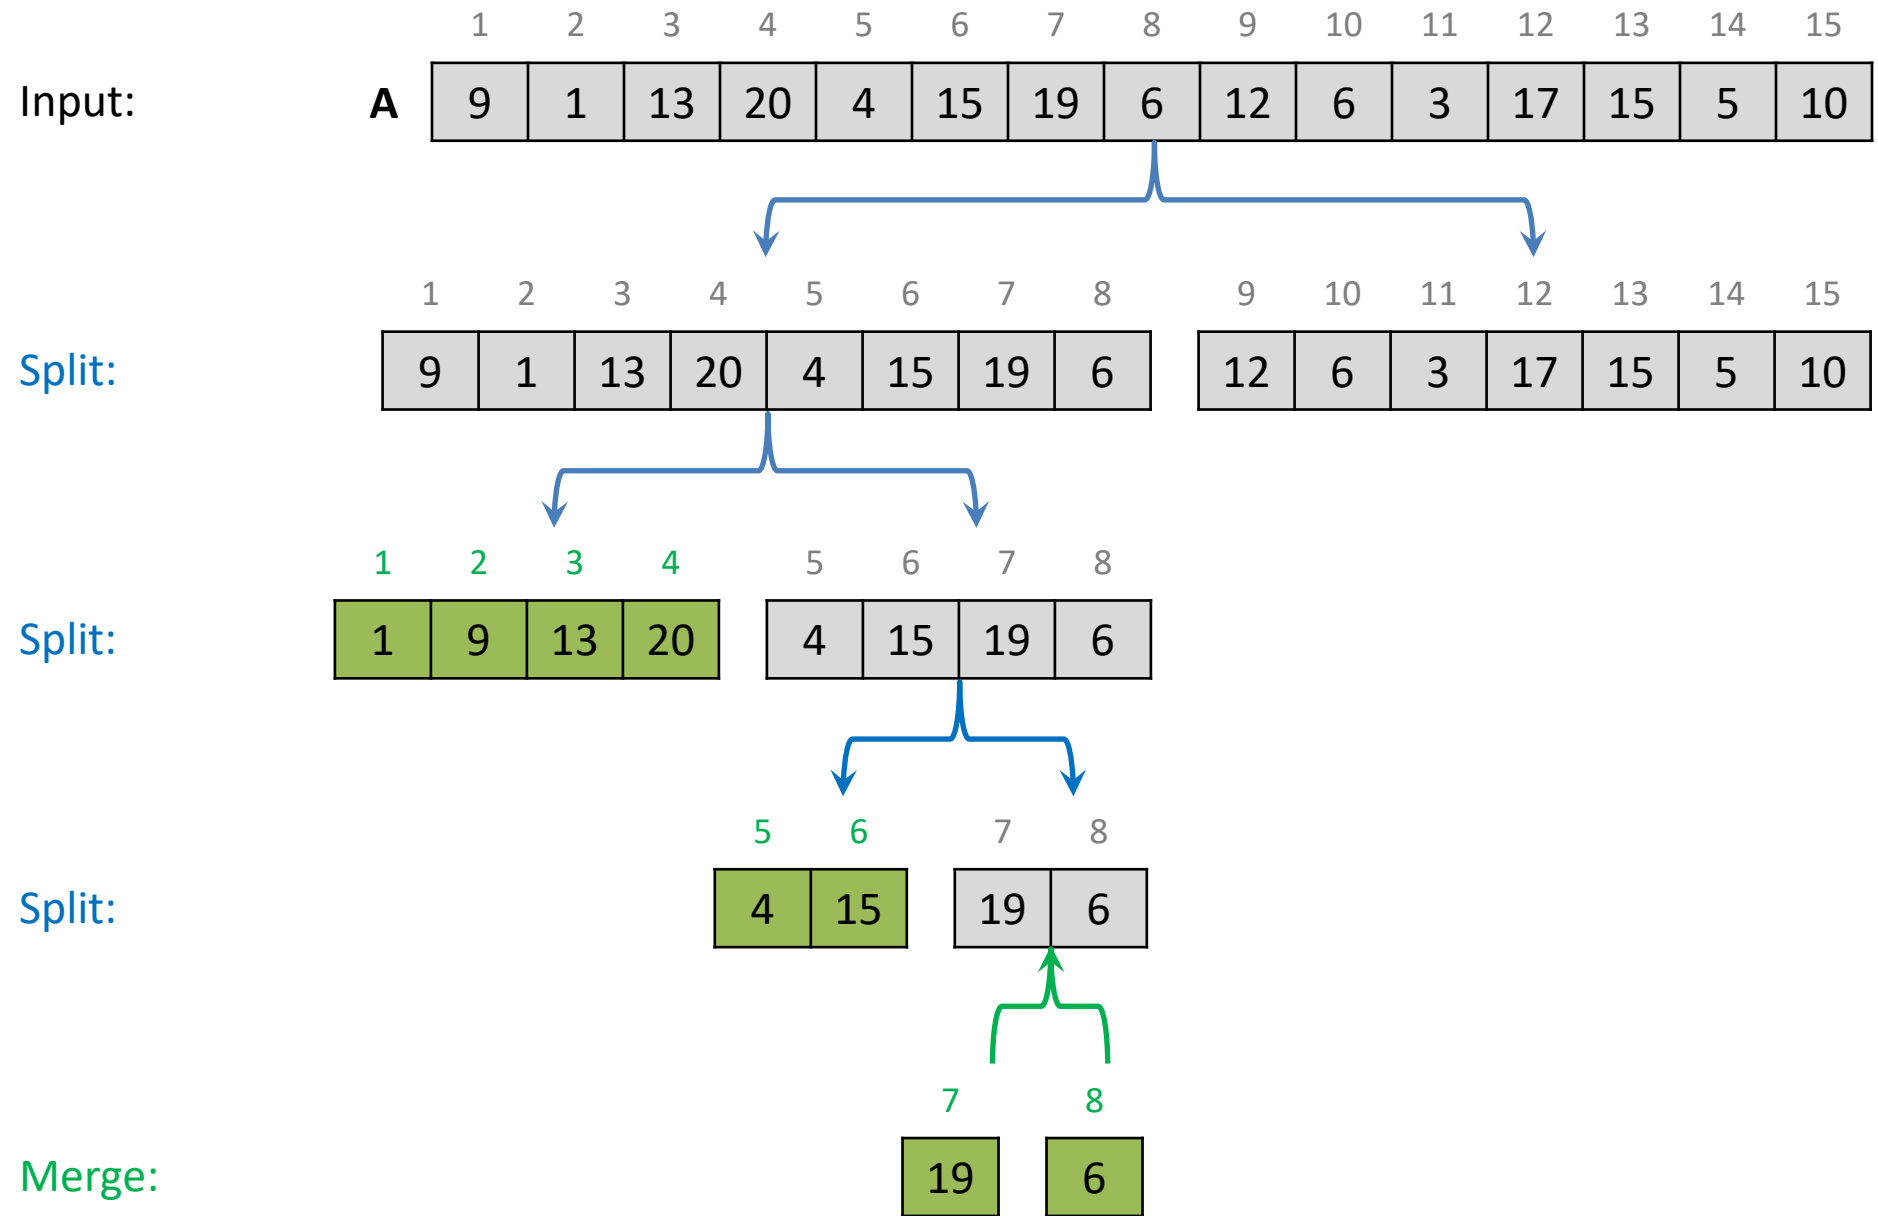 1 2 3 4 5 6 7 8 9 10 11 12 13 14 15
Input: A 9 1 13 20 4 15 19 6 12 6 3 17 15 5 10
1 2 3 4 5 6 7 8 9 10 11 12 13 14 15
Split: 9 1 13 20 4 15 19 6 12 6 3 17 15 5 10
1 2 3 4 5 6 7 8
Split: 1 9 13 20 4 15 19 6
5 6 7 8
Split: 4 15 19 6
7 8
Merge: 19 6